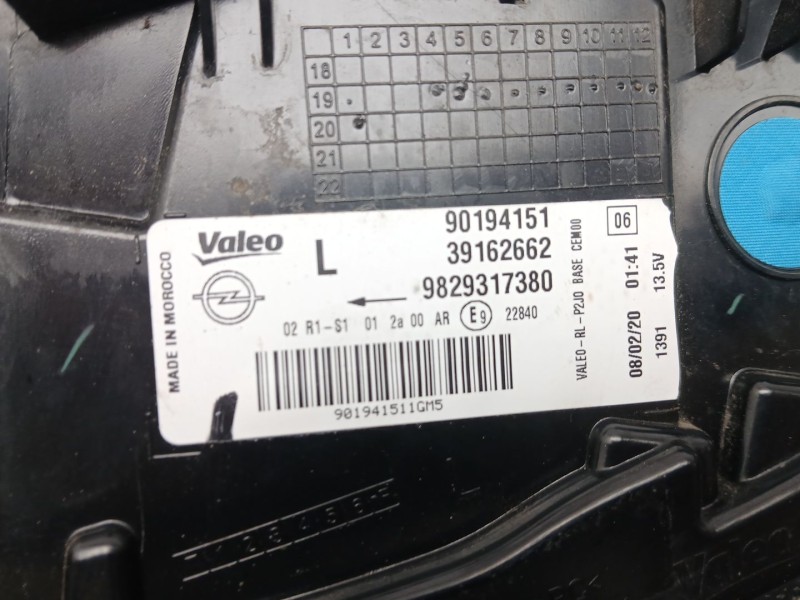 1 2 3 4 5 6 7 8 9 10 11 12
18
19
20
21
22
MADE IN MOROCCO
Valeo
L
90194151
39162662
9829317380
02 R1-S1 01 2a 00 AR E9 22840
901941511GM5
VALEO-RL-P2JO BASE CEM00
06
08/02/20 01:41
1391 13.5V
Valeo